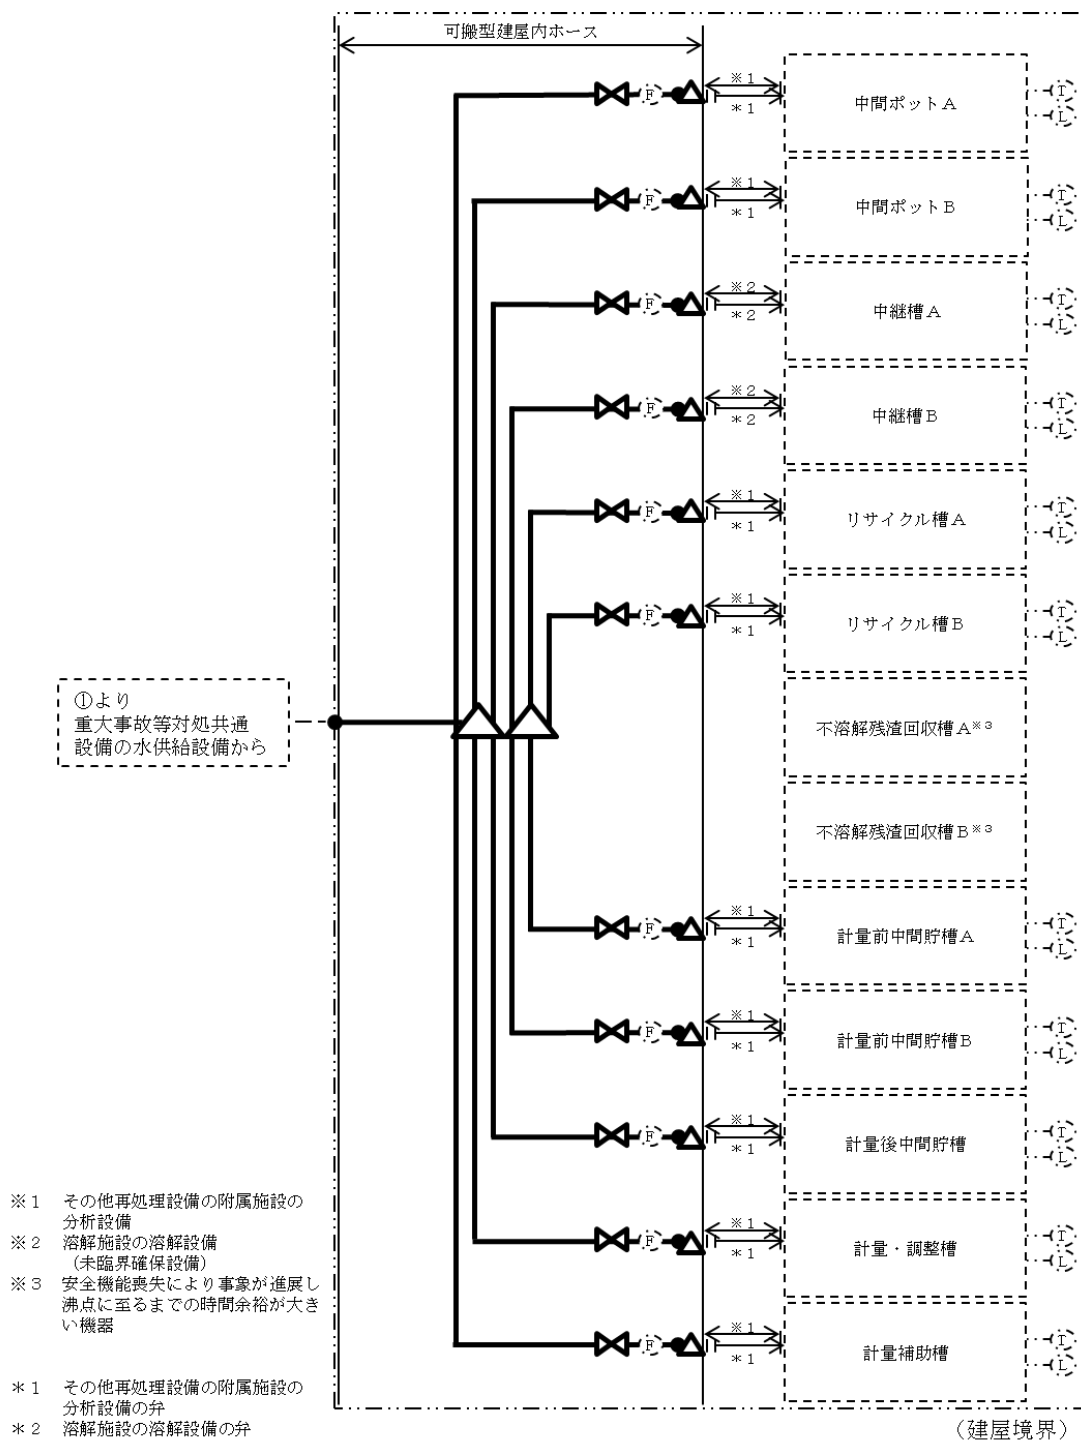 可搬型建屋内ホース
※1
F
*1
中間ポットA
T
L
※1
F
*1
中間ポットB
T
L
※2
F
*2
中継槽A
T
L
※2
F
*2
中継槽B
T
L
※1
F
*1
リサイクル槽A
T
L
※1
F
*1
リサイクル槽B
T
L
①より
重大事故等対処共通
設備の水供給設備から
不溶解残渣回収槽A※3
不溶解残渣回収槽B※3
※1
F
*1
計量前中間貯槽A
T
L
※1
F
*1
計量前中間貯槽B
T
L
※1
F
*1
計量後中間貯槽
T
L
※1
F
*1
計量・調整槽
T
L
※1
F
*1
計量補助槽
T
L
※1 その他再処理設備の附属施設の
分析設備
※2 溶解施設の溶解設備
(未臨界確保設備)
※3 安全機能喪失により事象が進展し
沸点に至るまでの時間余裕が大き
い機器
*1 その他再処理設備の附属施設の
分析設備の弁
*2 溶解施設の溶解設備の弁
(建屋境界)